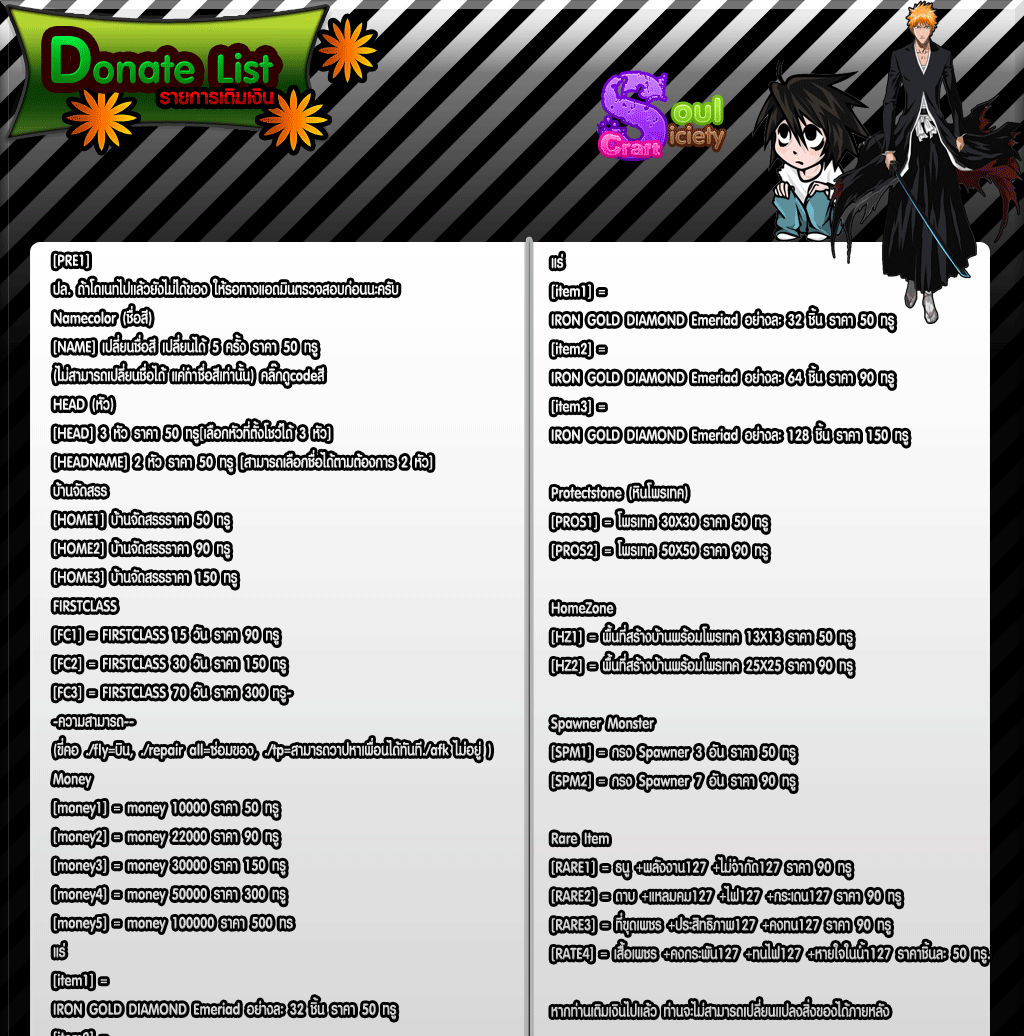 Donate List
รายการเติมเงิน
Soul
Siciety
Craft
[PRE1]
ปล. ถ้าโดเนทไปแล้วยังไม่ได้ของ ให้รอทางแอดมินตรวจสอบก่อนนะครับ
Namecolor (ชื่อสี)
[NAME] เปลี่ยนชื่อสี เปลี่ยนได้ 5 ครั้ง ราคา 50 ทรู
(ไม่สามารถเปลี่ยนชื่อได้ แค่ทำชื่อสีเท่านั้น) คลิ๊กดูcodeสี
HEAD (หัว)
[HEAD] 3 หัว ราคา 50 ทรู[เลือกหัวที่ตั้งโชว์ได้ 3 หัว]
[HEADNAME] 2 หัว ราคา 50 ทรู [สามารถเลือกชื่อได้ตามต้องการ 2 หัว]
บ้านจัดสรร
[HOME1] บ้านจัดสรรราคา 50 ทรู
[HOME2] บ้านจัดสรรราคา 90 ทรู
[HOME3] บ้านจัดสรรราคา 150 ทรู
FIRSTCLASS
[FC1] = FIRSTCLASS 15 วัน ราคา 90 ทรู
[FC2] = FIRSTCLASS 30 วัน ราคา 150 ทรู
[FC3] = FIRSTCLASS 70 วัน ราคา 300 ทรู-
-ความสามารถ--
(ขี่คอ ,/fly=บิน, ,/repair all=ซ่อมของ, ,/tp=สามารถวาปหาเพื่อนได้ทันที,/afk ไม่อยู่ )
Money
[money1] = money 10000 ราคา 50 ทรู
[money2] = money 22000 ราคา 90 ทรู
[money3] = money 30000 ราคา 150 ทรู
[money4] = money 50000 ราคา 300 ทรู
[money5] = money 100000 ราคา 500 ทร
แร่
[item1] =
IRON GOLD DIAMOND Emeriad อย่างละ 32 ชิ้น ราคา 50 ทรู
[item2] =
แร่
[item1] =
IRON GOLD DIAMOND Emeriad อย่างละ 32 ชิ้น ราคา 50 ทรู
[item2] =
IRON GOLD DIAMOND Emeriad อย่างละ 64 ชิ้น ราคา 90 ทรู
[item3] =
IRON GOLD DIAMOND Emeriad อย่างละ 128 ชิ้น ราคา 150 ทรู
Protectstone (หินโพรเทค)
[PROS1] = โพรเทค 30X30 ราคา 50 ทรู
[PROS2] = โพรเทค 50X50 ราคา 90 ทรู
HomeZone
[HZ1] = พื้นที่สร้างบ้านพร้อมโพรเทค 13X13 ราคา 50 ทรู
[HZ2] = พื้นที่สร้างบ้านพร้อมโพรเทค 25X25 ราคา 90 ทรู
Spawner Monster
[SPM1] = กรง Spawner 3 อัน ราคา 50 ทรู
[SPM2] = กรง Spawner 7 อัน ราคา 90 ทรู
Rare Item
[RARE1] = ธนู +พลังงาน127 +ไม่จำกัด127 ราคา 90 ทรู
[RARE2] = ดาบ +แหลมคม127 +ไฟ127 +กระเดน127 ราคา 90 ทรู
[RARE3] = ที่ขุดเพชร +ประสิทธิภาพ127 +คงทน127 ราคา 90 ทรู
[RATE4] = เสื้อเพชร +คงกระพัน127 +ทนไฟ127 +หายใจในน้ำ127 ราคาชิ้นละ 50 ทรู.
หากท่านเติมเงินไปแล้ว ท่านจะไม่สามารถเปลี่ยนแปลงสิ่งของได้ภายหลัง